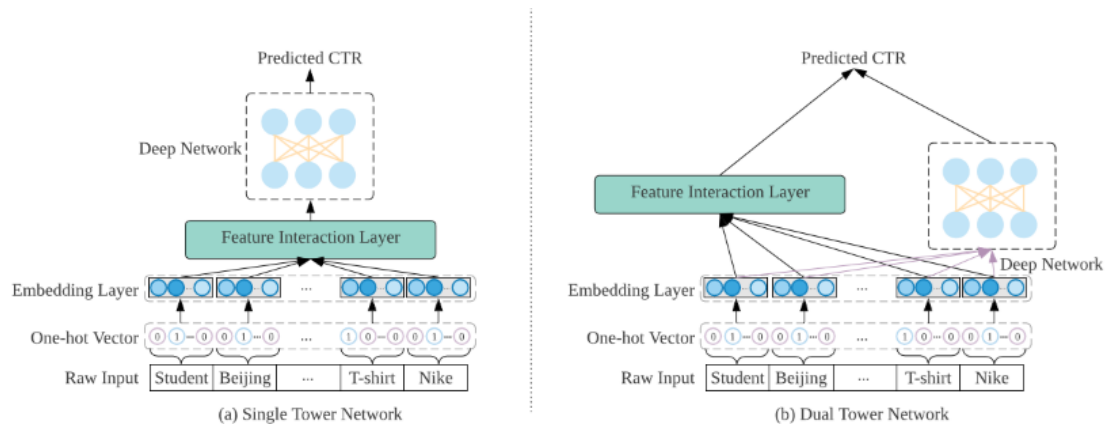 Predicted CTR
Deep Network
Feature Interaction Layer
Embedding Layer
...
One-hot Vector 0 1 ... 0 0 1 ... 0 ... 1 0 ... 0 0 1 ... 0
Raw Input Student Beijing ... T-shirt Nike
(a) Single Tower Network
Predicted CTR
Feature Interaction Layer
Deep Network
Embedding Layer
...
One-hot Vector 0 1 ... 0 0 1 ... 0 ... 1 0 ... 0 0 1 ... 0
Raw Input Student Beijing ... T-shirt Nike
(b) Dual Tower Network